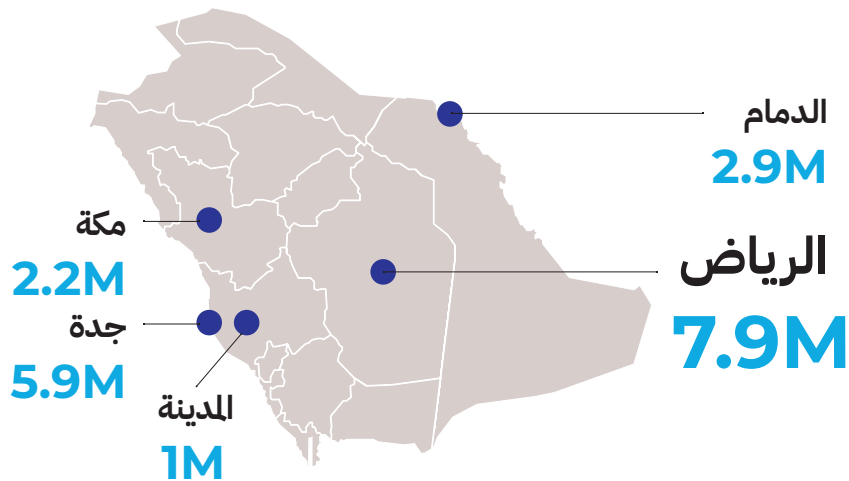 الدمام
2.9M
الرياض
7.9M
مكة
2.2M
جدة
5.9M
المدينة
1M